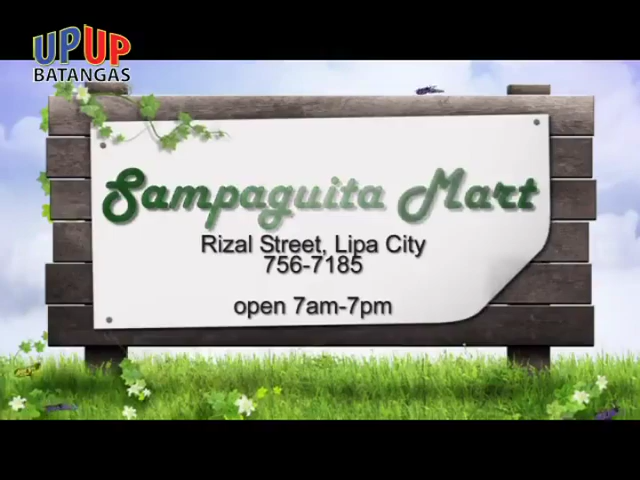 UPUP
BATANGAS
Sampaguita Mart
Rizal Street, Lipa City
756-7185
open 7am-7pm